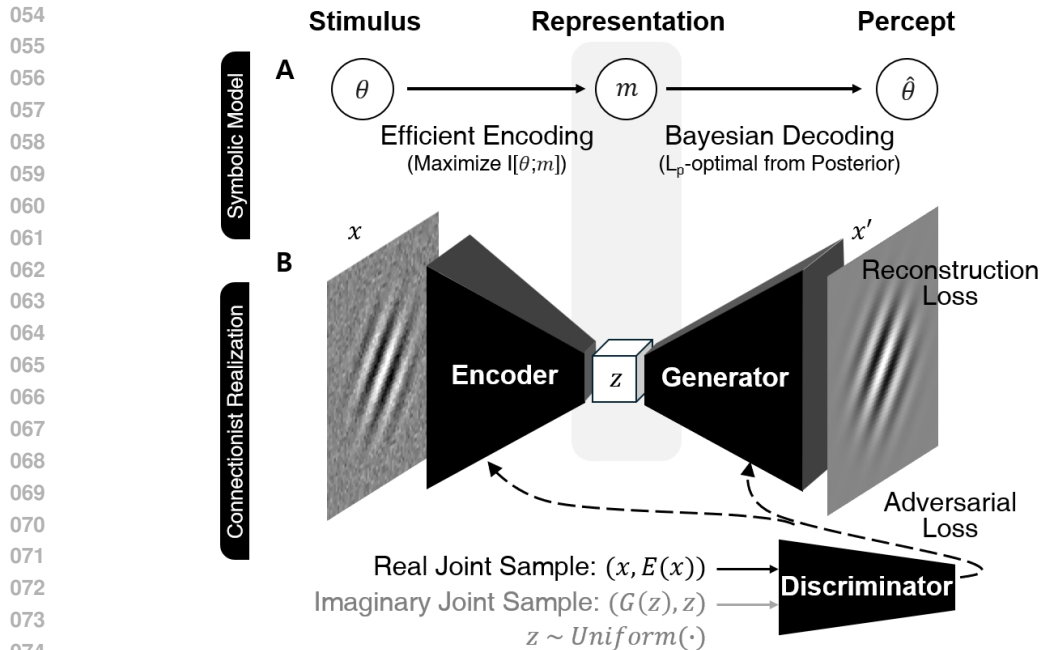 054
055
056
057
058
059
060
061
062
063
064
065
066
067
068
069
070
071
072
073
074
Stimulus Representation Percept
Symbolic Model
A
θ
m
θ̂
Efficient Encoding
(Maximize I[θ;m])
Bayesian Decoding
(Lp-optimal from Posterior)
Connectionist Realization
B
x
x′
Reconstruction
Loss
Encoder
z
Generator
Adversarial
Loss
Real Joint Sample: (x, E(x))
Imaginary Joint Sample: (G(z), z)
z ~ Uniform(·)
Discriminator